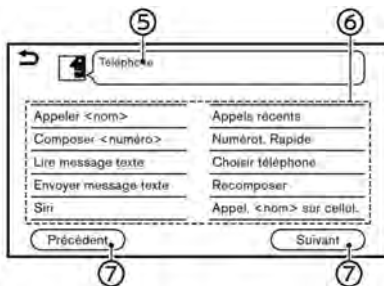 ⑤
⑥
Téléphone
Appeler <nom>
Appels récents
Composer <numéro>
Numérot. Rapide
Lire message texte
Choisir téléphone
Envoyer message texte
Recomposer
Siri
Appel. <nom> sur cellul.
Précédent
Suivant
⑦
⑦